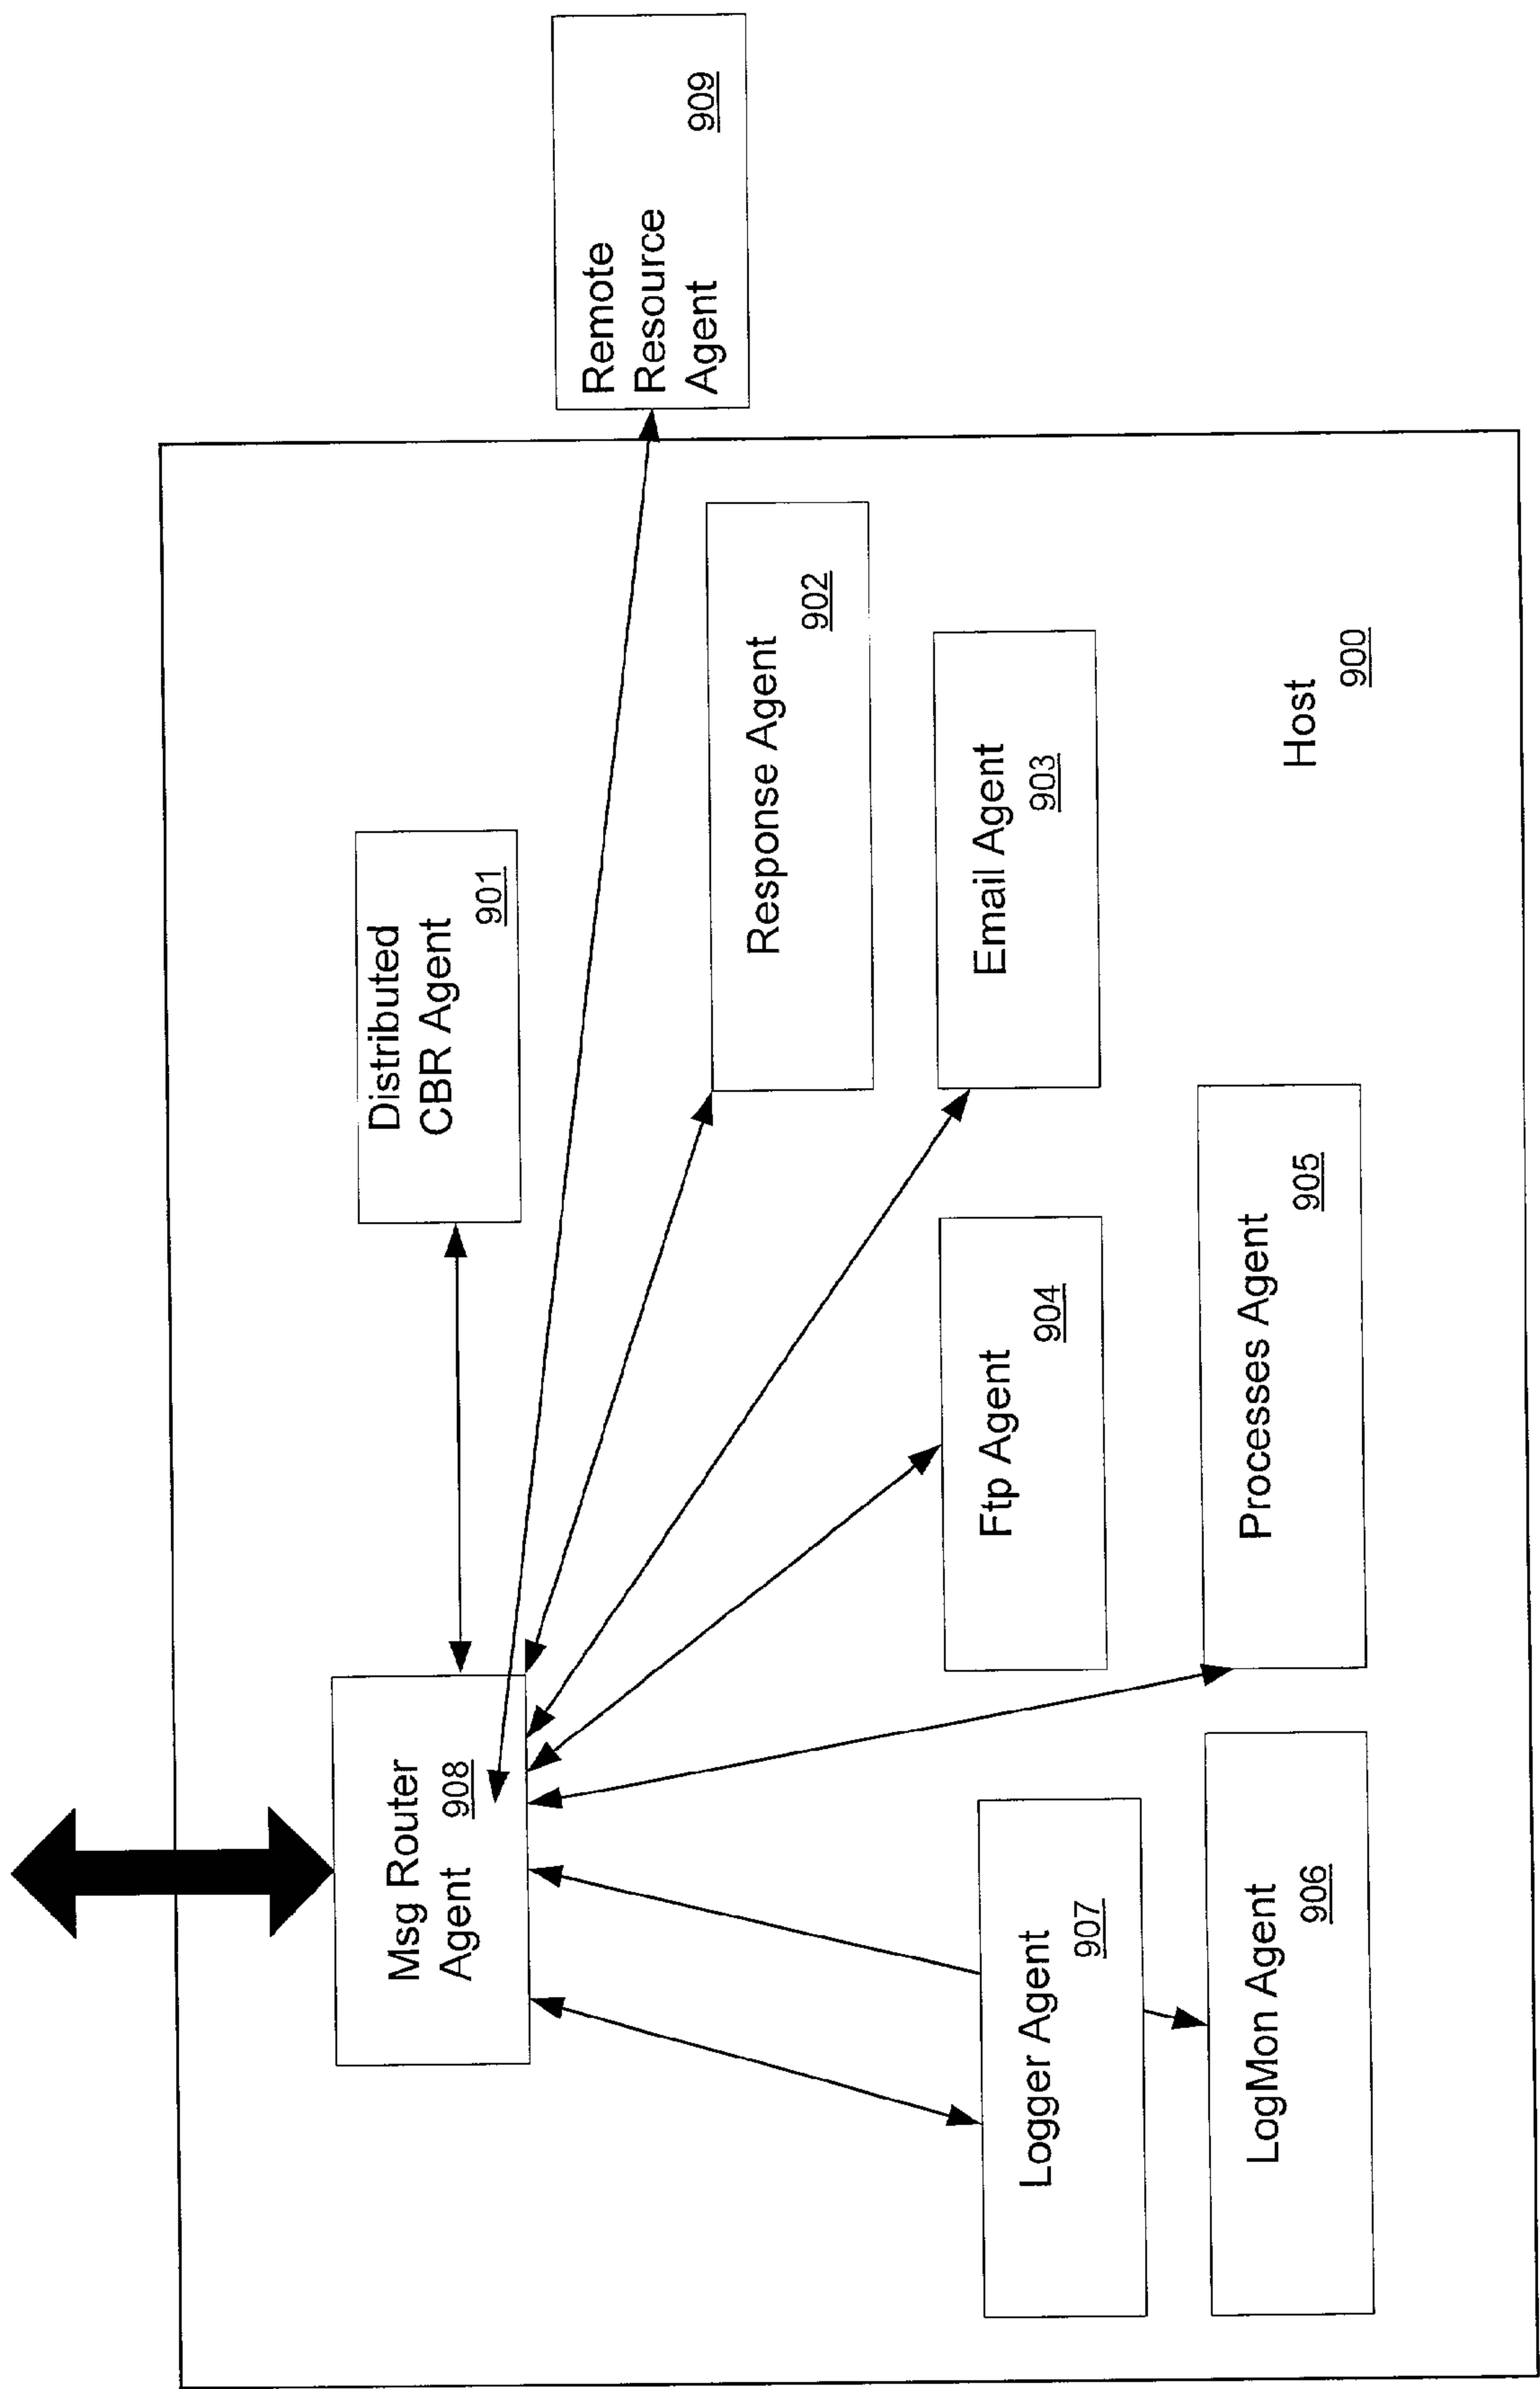 Msg Router
Agent 908
Distributed
CBR Agent
901
Remote
Resource
Agent
909
Response Agent
902
Email Agent
903
Ftp Agent
904
Logger Agent
907
Processes Agent
905
LogMon Agent
906
Host
900